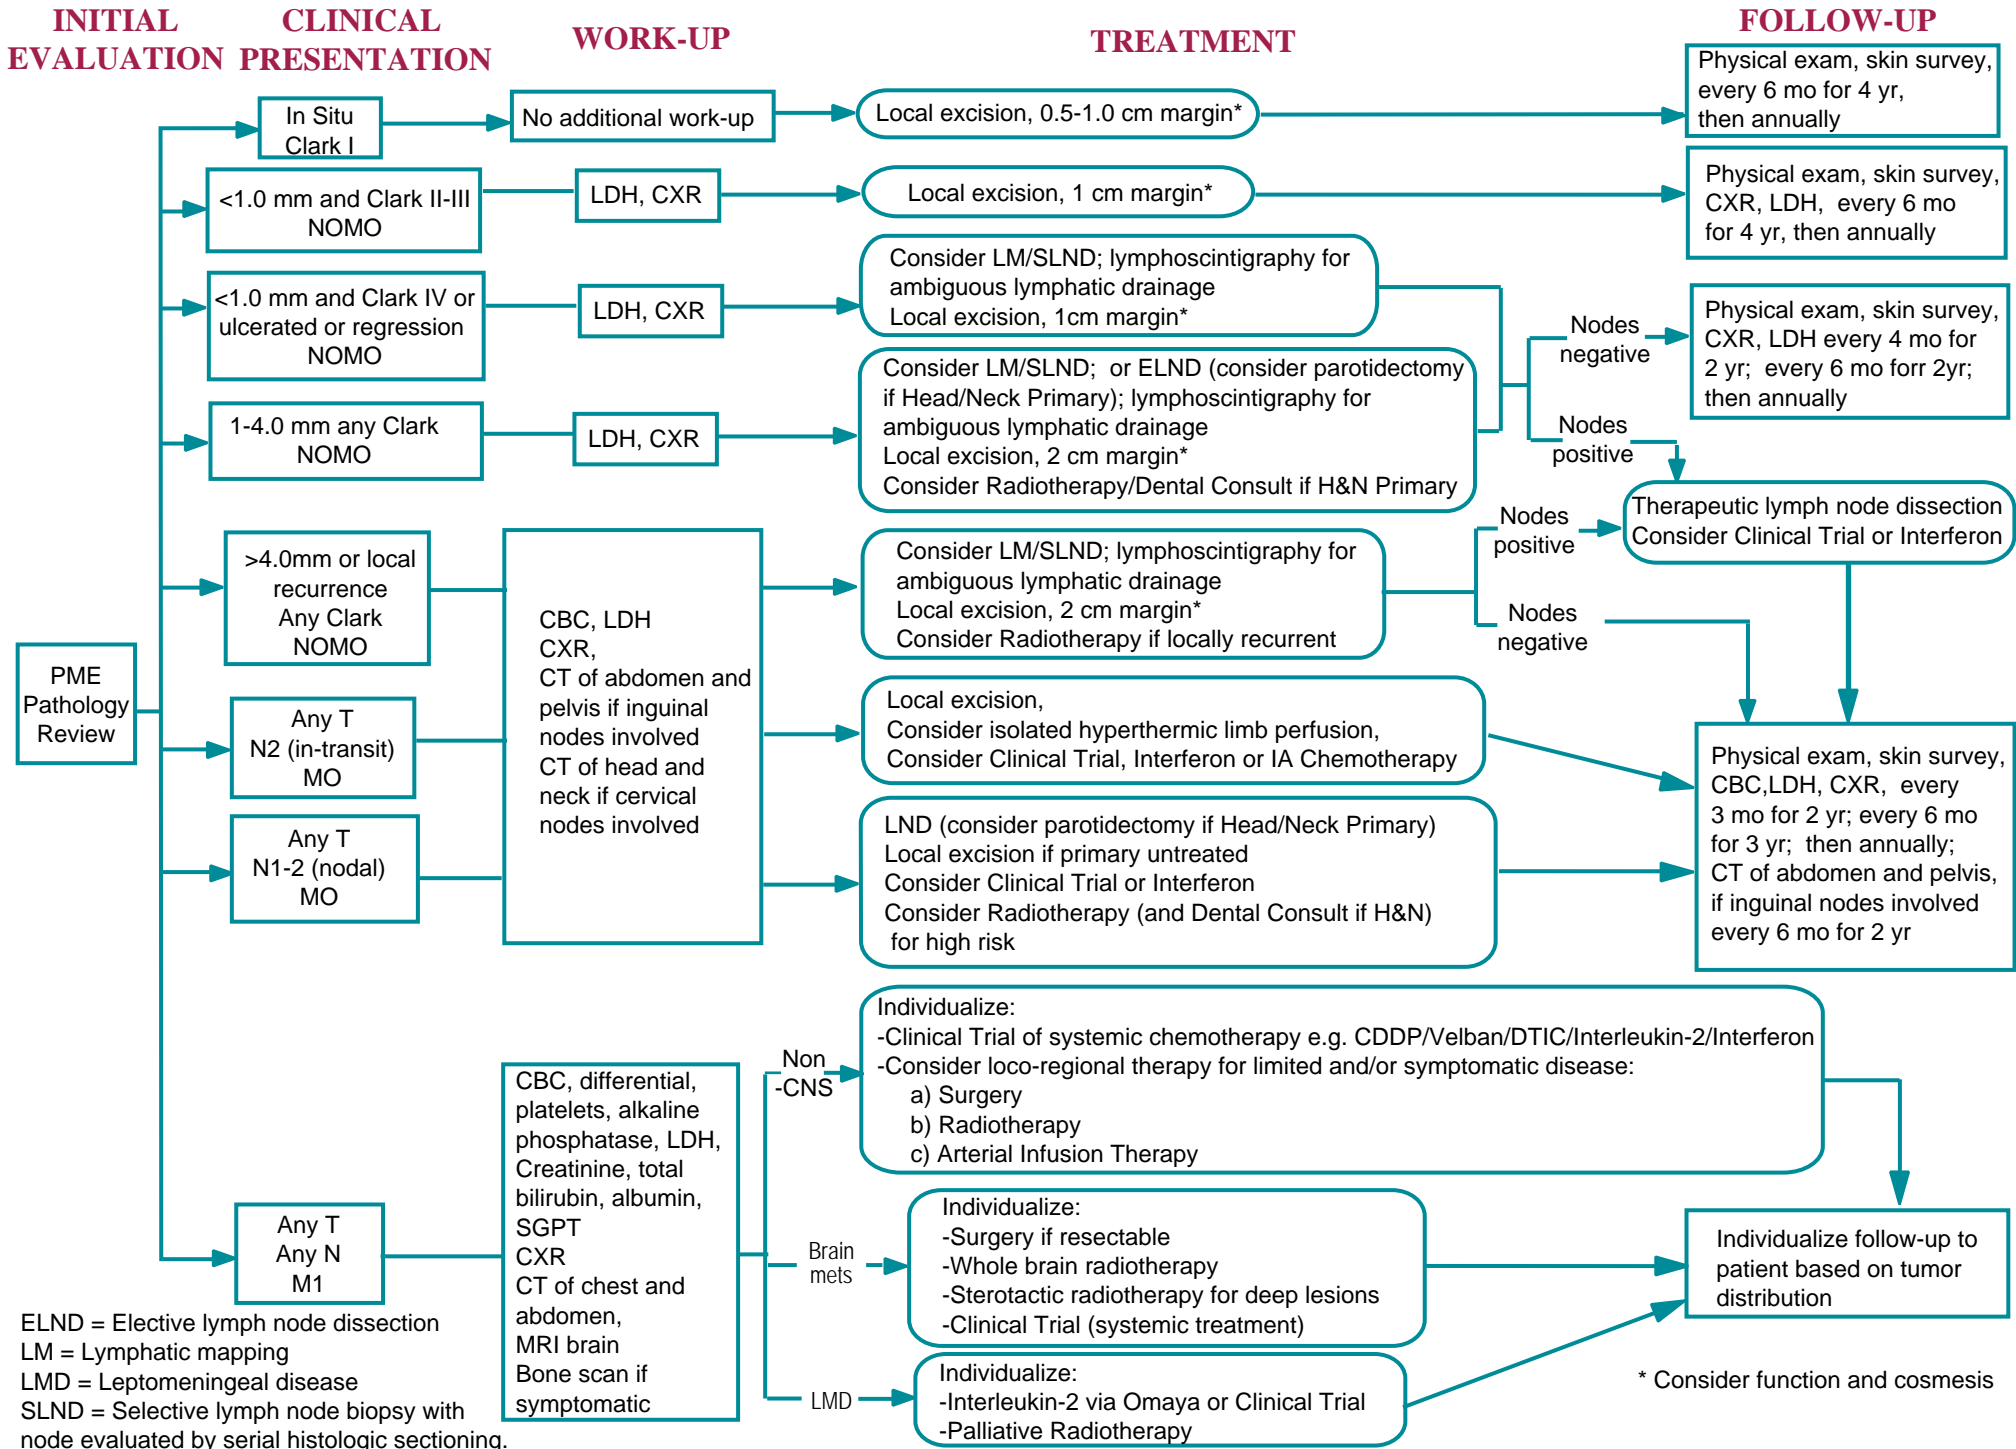 INITIAL
EVALUATION
CLINICAL
PRESENTATION
WORK-UP
TREATMENT
FOLLOW-UP
PME
Pathology
Review
In Situ
Clark I
No additional work-up
Local excision, 0.5-1.0 cm margin*
Physical exam, skin survey,
every 6 mo for 4 yr,
then annually
<1.0 mm and Clark II-III
NOMO
LDH, CXR
Local excision, 1 cm margin*
Physical exam, skin survey,
CXR, LDH, every 6 mo
for 4 yr, then annually
<1.0 mm and Clark IV or
ulcerated or regression
NOMO
LDH, CXR
Consider LM/SLND; lymphoscintigraphy for
ambiguous lymphatic drainage
Local excision, 1cm margin*
1-4.0 mm any Clark
NOMO
LDH, CXR
Consider LM/SLND; or ELND (consider parotidectomy
if Head/Neck Primary); lymphoscintigraphy for
ambiguous lymphatic drainage
Local excision, 2 cm margin*
Consider Radiotherapy/Dental Consult if H&N Primary
Nodes
negative
Physical exam, skin survey,
CXR, LDH every 4 mo for
2 yr; every 6 mo forr 2yr;
then annually
Nodes
positive
Therapeutic lymph node dissection
Consider Clinical Trial or Interferon
>4.0mm or local
recurrence
Any Clark
NOMO
CBC, LDH
CXR,
CT of abdomen and
pelvis if inguinal
nodes involved
CT of head and
neck if cervical
nodes involved
Consider LM/SLND; lymphoscintigraphy for
ambiguous lymphatic drainage
Local excision, 2 cm margin*
Consider Radiotherapy if locally recurrent
Nodes
positive
Nodes
negative
Any T
N2 (in-transit)
MO
Local excision,
Consider isolated hyperthermic limb perfusion,
Consider Clinical Trial, Interferon or IA Chemotherapy
Any T
N1-2 (nodal)
MO
LND (consider parotidectomy if Head/Neck Primary)
Local excision if primary untreated
Consider Clinical Trial or Interferon
Consider Radiotherapy (and Dental Consult if H&N)
for high risk
Physical exam, skin survey,
CBC,LDH, CXR, every
3 mo for 2 yr; every 6 mo
for 3 yr; then annually;
CT of abdomen and pelvis,
if inguinal nodes involved
every 6 mo for 2 yr
Any T
Any N
M1
CBC, differential,
platelets, alkaline
phosphatase, LDH,
Creatinine, total
bilirubin, albumin,
SGPT
CXR
CT of chest and
abdomen,
MRI brain
Bone scan if
symptomatic
Non
-CNS
Individualize:
-Clinical Trial of systemic chemotherapy e.g. CDDP/Velban/DTIC/Interleukin-2/Interferon
-Consider loco-regional therapy for limited and/or symptomatic disease:
a) Surgery
b) Radiotherapy
c) Arterial Infusion Therapy
Brain
mets
Individualize:
-Surgery if resectable
-Whole brain radiotherapy
-Sterotactic radiotherapy for deep lesions
-Clinical Trial (systemic treatment)
LMD
Individualize:
-Interleukin-2 via Omaya or Clinical Trial
-Palliative Radiotherapy
Individualize follow-up to
patient based on tumor
distribution
ELND = Elective lymph node dissection
LM = Lymphatic mapping
LMD = Leptomeningeal disease
SLND = Selective lymph node biopsy with
node evaluated by serial histologic sectioning.
* Consider function and cosmesis